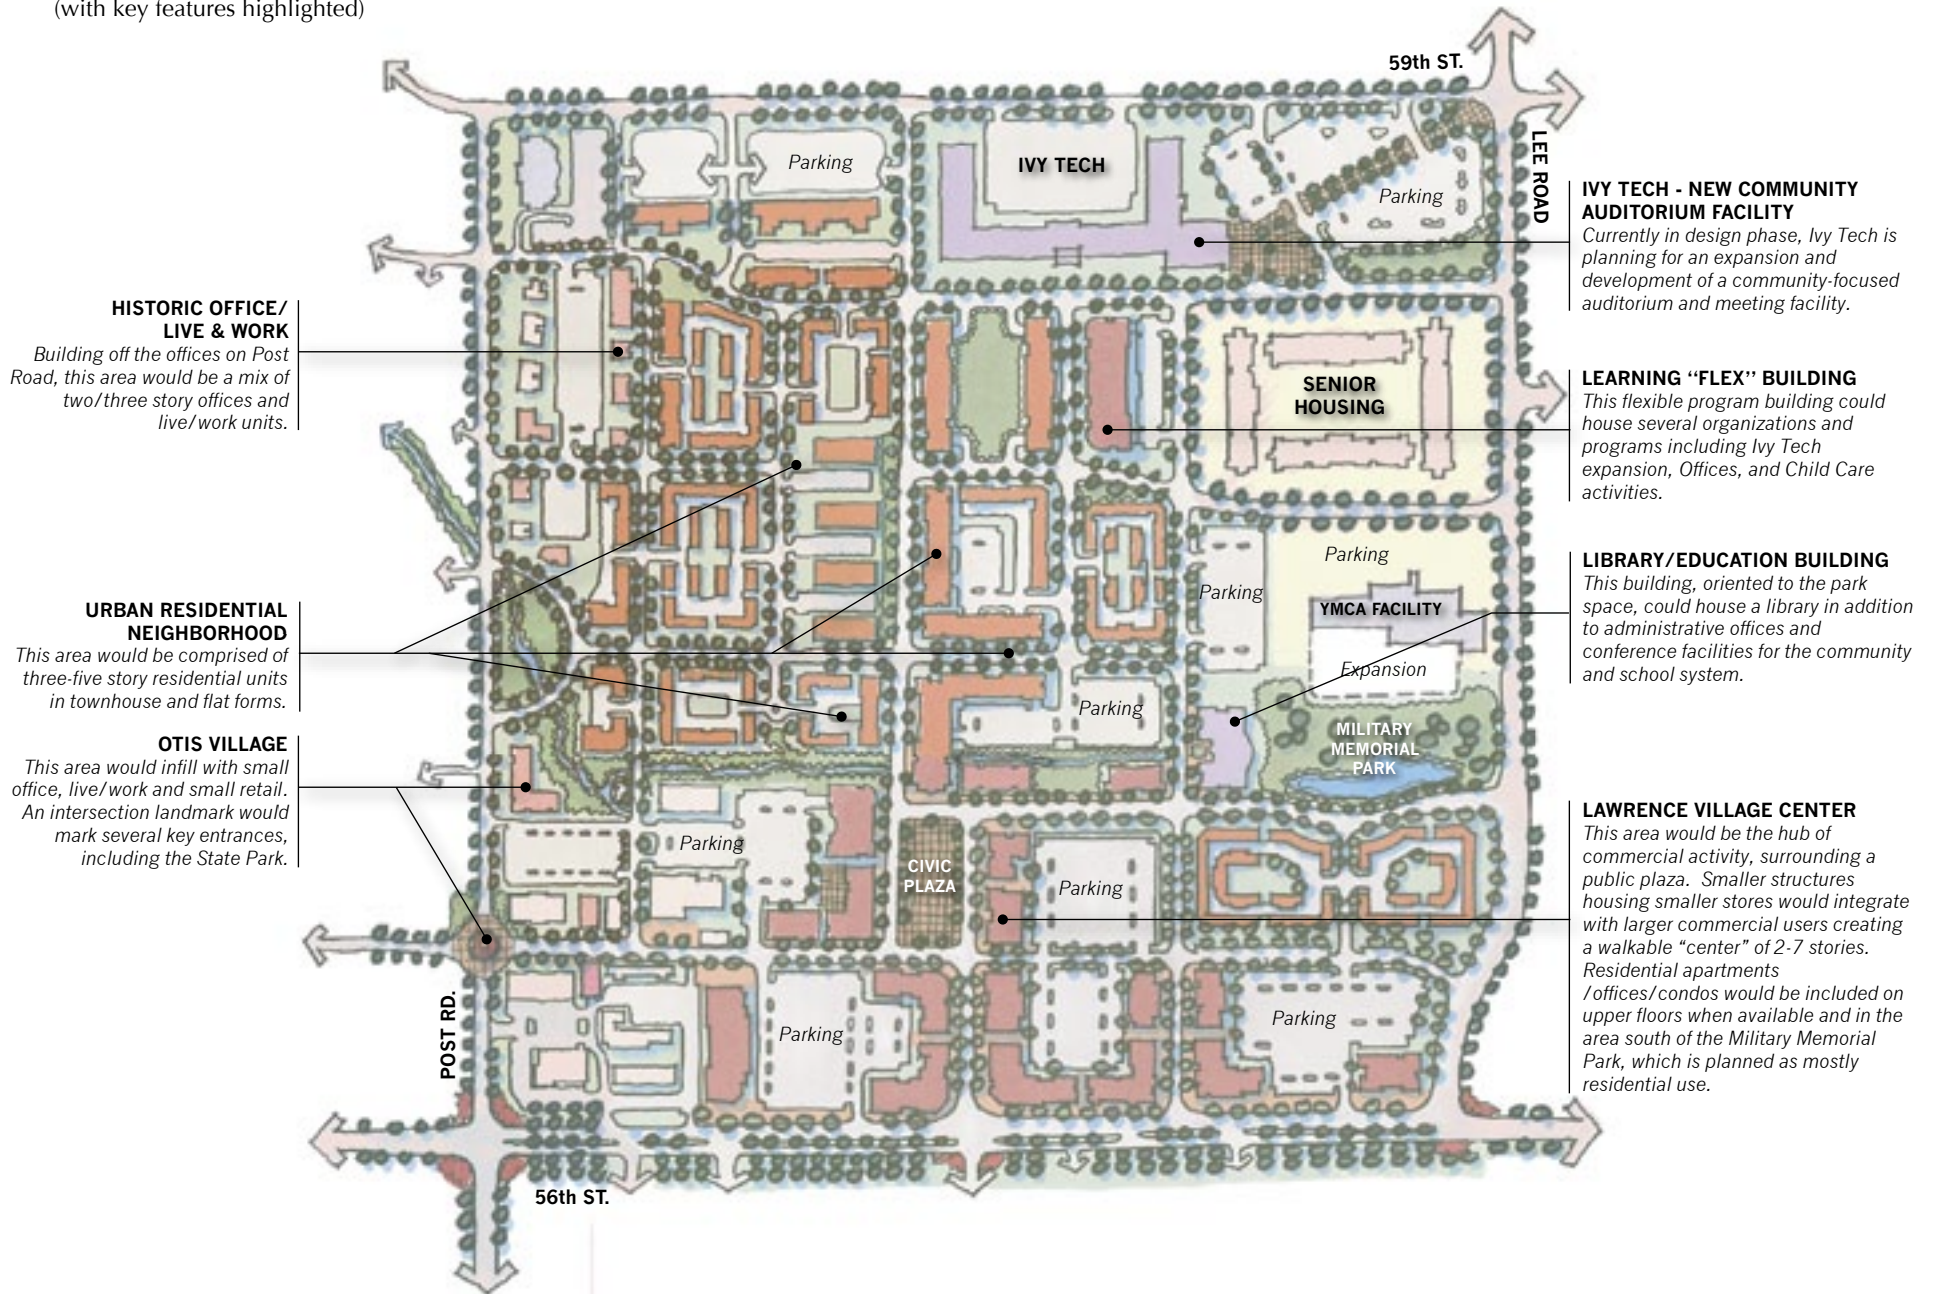 (with key features highlighted)
59th ST.
LEE ROAD
Parking
IVY TECH
Parking
IVY TECH - NEW COMMUNITY
AUDITORIUM FACILITY
Currently in design phase, Ivy Tech is
planning for an expansion and
development of a community-focused
auditorium and meeting facility.
HISTORIC OFFICE/
LIVE & WORK
Building off the offices on Post
Road, this area would be a mix of
two/three story offices and
live/work units.
SENIOR
HOUSING
LEARNING “FLEX” BUILDING
This flexible program building could
house several organizations and
programs including Ivy Tech
expansion, Offices, and Child Care
activities.
Parking
Parking
YMCA FACILITY
Expansion
LIBRARY/EDUCATION BUILDING
This building, oriented to the park
space, could house a library in addition
to administrative offices and
conference facilities for the community
and school system.
URBAN RESIDENTIAL
NEIGHBORHOOD
This area would be comprised of
three-five story residential units
in townhouse and flat forms.
Parking
MILITARY
MEMORIAL
PARK
OTIS VILLAGE
This area would infill with small
office, live/work and small retail.
An intersection landmark would
mark several key entrances,
including the State Park.
Parking
CIVIC
PLAZA
Parking
LAWRENCE VILLAGE CENTER
This area would be the hub of
commercial activity, surrounding a
public plaza.  Smaller structures
housing smaller stores would integrate
with larger commercial users creating
a walkable “center” of 2-7 stories.
Residential apartments
/offices/condos would be included on
upper floors when available and in the
area south of the Military Memorial
Park, which is planned as mostly
residential use.
POST RD.
Parking
Parking
56th ST.